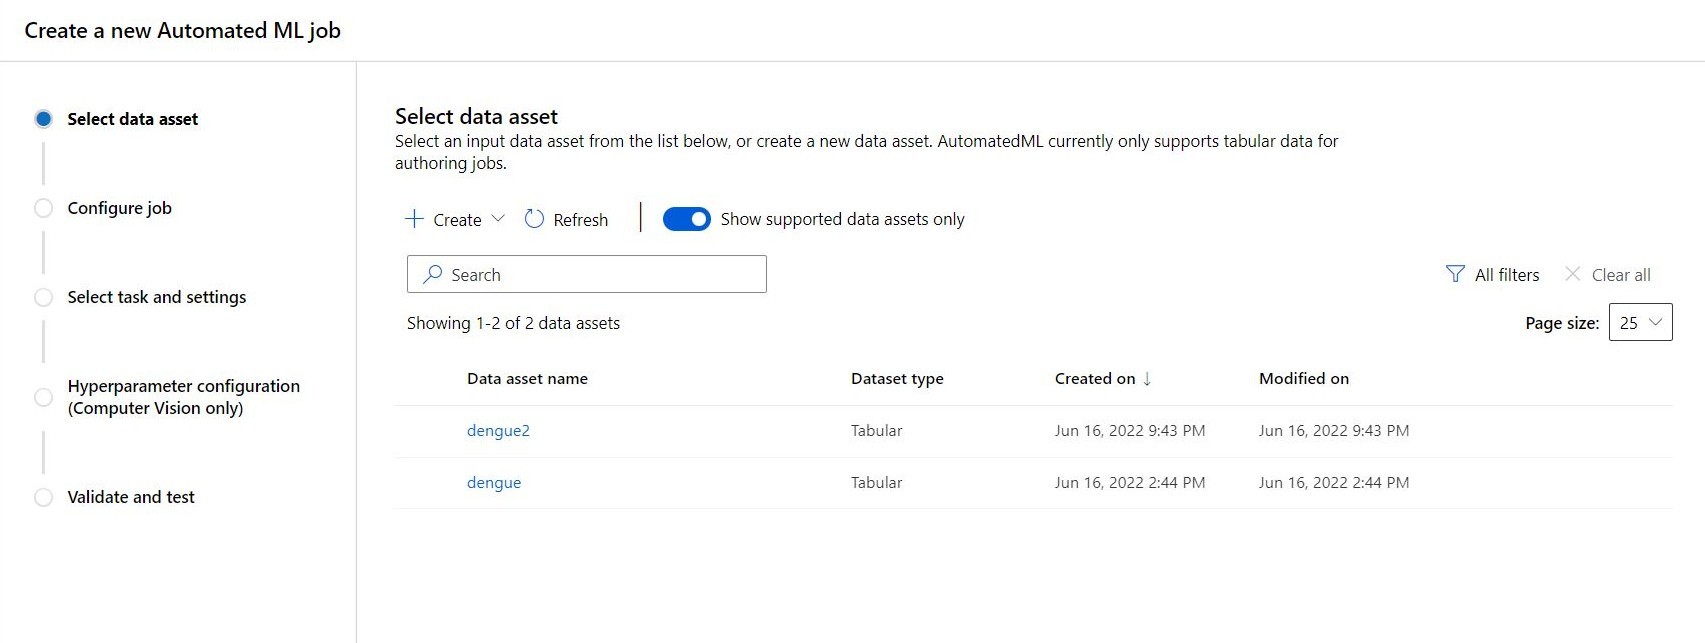 Create a new Automated ML job
Select data asset
Configure job
Select task and settings
Hyperparameter configuration
(Computer Vision only)
Validate and test
Select data asset
Select an input data asset from the list below, or create a new data asset. AutomatedML currently only supports tabular data for
authoring jobs.
Create Refresh Show supported data assets only
Search
All filters Clear all
Showing 1-2 of 2 data assets
Page size: 25
Data asset name Dataset type Created on ↓ Modified on
dengue2 Tabular Jun 16, 2022 9:43 PM Jun 16, 2022 9:43 PM
dengue Tabular Jun 16, 2022 2:44 PM Jun 16, 2022 2:44 PM